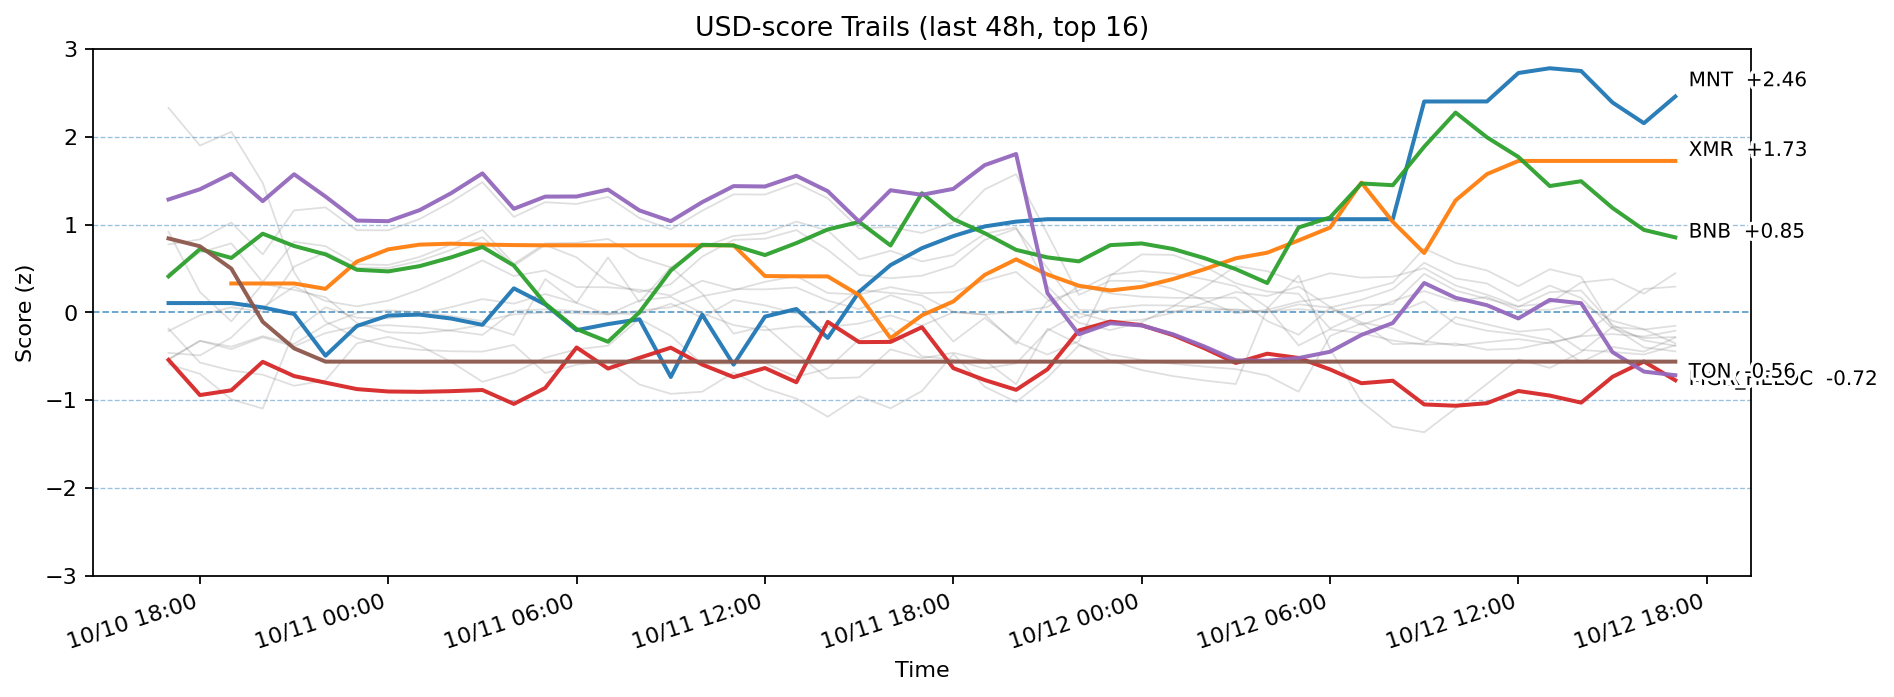 USD-score Trails (last 48h, top 16)
Score (z)
3
2
1
0
−1
−2
−3
MNT +2.46
XMR +1.73
BNB +0.85
TON -0.56
-0.72
10/10 18:00
10/11 00:00
10/11 06:00
10/11 12:00
10/11 18:00
10/12 00:00
10/12 06:00
10/12 12:00
10/12 18:00
Time